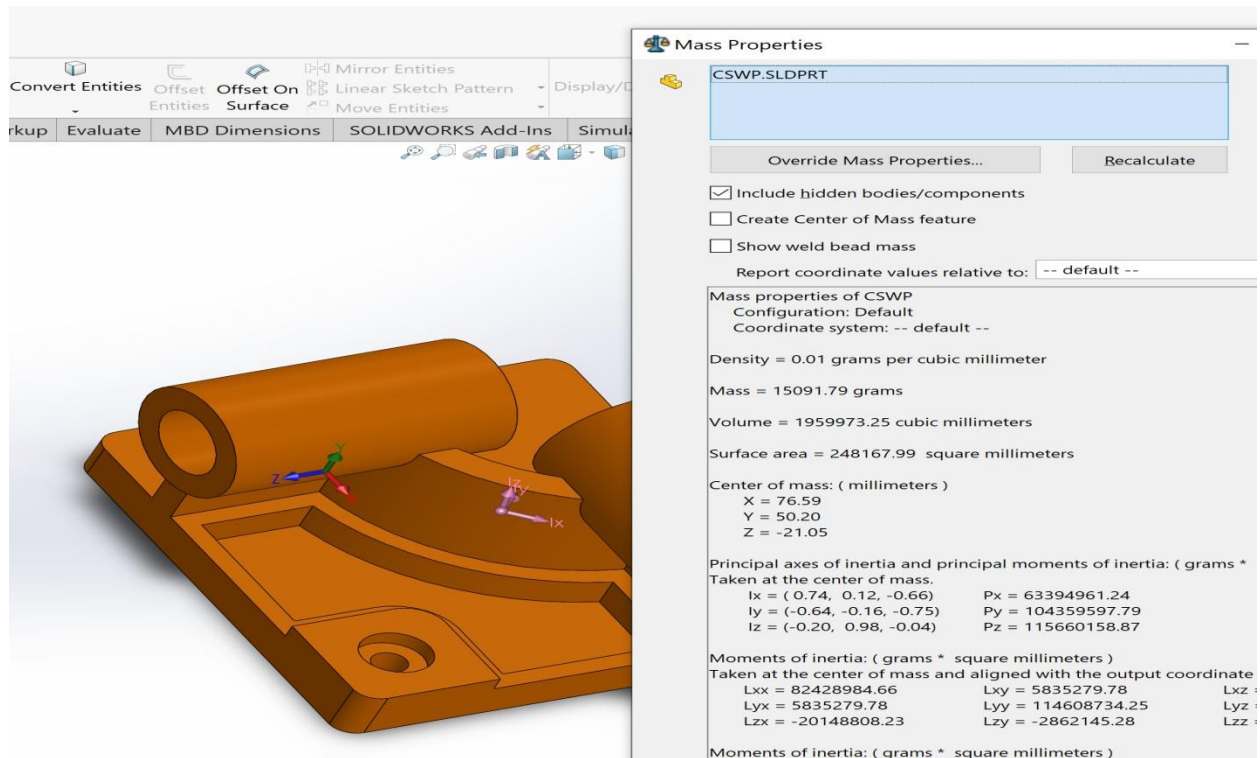 Mass Properties
CSWP.SLDPRT
Convert Entities
Offset Entities
Offset On Surface
Mirror Entities
Linear Sketch Pattern
Move Entities
Display/D
rkup Evaluate MBD Dimensions SOLIDWORKS Add-Ins Simula
Override Mass Properties... Recalculate
Include hidden bodies/components
Create Center of Mass feature
Show weld bead mass
Report coordinate values relative to: -- default --
Mass properties of CSWP
Configuration: Default
Coordinate system: -- default --
Density = 0.01 grams per cubic millimeter
Mass = 15091.79 grams
Volume = 1959973.25 cubic millimeters
Surface area = 248167.99 square millimeters
Center of mass: ( millimeters )
X = 76.59
Y = 50.20
Z = -21.05
Principal axes of inertia and principal moments of inertia: ( grams *
Taken at the center of mass.
Ix = ( 0.74, 0.12, -0.66) Px = 63394961.24
Iy = (-0.64, -0.16, -0.75) Py = 104359597.79
Iz = (-0.20, 0.98, -0.04) Pz = 115660158.87
Moments of inertia: ( grams * square millimeters )
Taken at the center of mass and aligned with the output coordinate
Lxx = 82428984.66 Lxy = 5835279.78 Lxz =
Lyx = 5835279.78 Lyy = 114608734.25 Lyz =
Lzx = -20148808.23 Lzy = -2862145.28 Lzz =
Moments of inertia: ( grams * square millimeters )
Y
Z
Iz
Iy
Ix